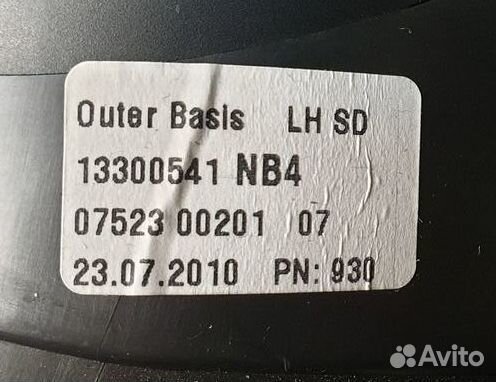 Outer Basis LH SD
13300541 NB4
07523 00201 07
23.07.2010 PN: 930
Avito